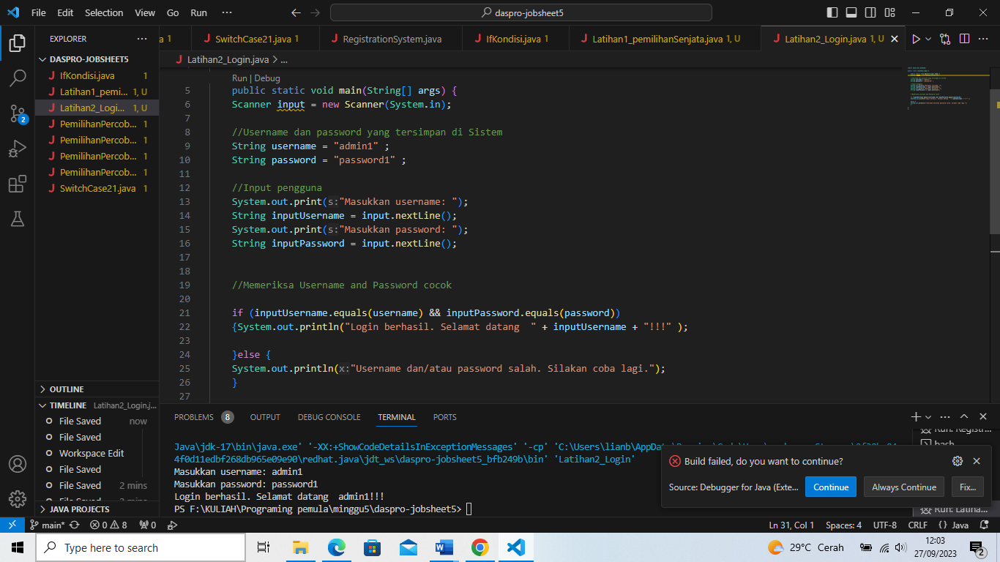 File Edit Selection View Go Run ··· daspro-jobsheet5
EXPLORER ···
DASPRO-JOBSHEET5
IfKondisi.java 1
Latihan1_pemi... 1, U
Latihan2_Logi... 1, U
PemilihanPercob... 1
PemilihanPercob... 1
PemilihanPercob... 1
PemilihanPercob... 1
SwitchCase21.java 1
2
OUTLINE
TIMELINE Latihan2_Login.j...
File Saved now
File Saved
Workspace Edit
File Saved
File Saved 2 mins
JAVA PROJECTS
a 1 SwitchCase21.java 1 RegistrationSystem.java IfKondisi.java 1 Latihan1_pemilihanSenjata.java 1, U Latihan2_Login.java 1, U
Latihan2_Login.java > ...
Run | Debug
5 public static void main(String[] args) {
6 Scanner input = new Scanner(System.in);
7
8 //Username dan password yang tersimpan di Sistem
9 String username = "admin1" ;
10 String password = "password1" ;
11
12 //Input pengguna
13 System.out.print(s:"Masukkan username: ");
14 String inputUsername = input.nextLine();
15 System.out.print(s:"Masukkan password: ");
16 String inputPassword = input.nextLine();
17
18
19 //Memeriksa Username and Password cocok
20
21 if (inputUsername.equals(username) && inputPassword.equals(password))
22 {System.out.println("Login berhasil. Selamat datang  " + inputUsername + "!!!" );
23
24 }else {
25 System.out.println(x:"Username dan/atau password salah. Silakan coba lagi.");
26 }
27
PROBLEMS 8 OUTPUT DEBUG CONSOLE TERMINAL PORTS
Java\jdk-17\bin\java.exe' '-XX:+ShowCodeDetailsInExceptionMessages' '-cp'
4f0d11edbf268db965e09e90\redhat.java\jdt_ws\daspro-jobsheet5_bfb249b\bin' 'Latihan2_Login'
Masukkan username: admin1
Masukkan password: password1
Login berhasil. Selamat datang  admin1!!!
PS F:\KULIAH\Programing pemula\minggu5\daspro-jobsheet5>
Run: Registr...
bash
Build failed, do you want to continue?
Source: Debugger for Java (Exte... Continue Always Continue Fix...
Run: Latiha...
main* 0 8 0 Ln 31, Col 1 Spaces: 4 UTF-8 CRLF {} Java
Type here to search
29°C Cerah
12:03
27/09/2023
2